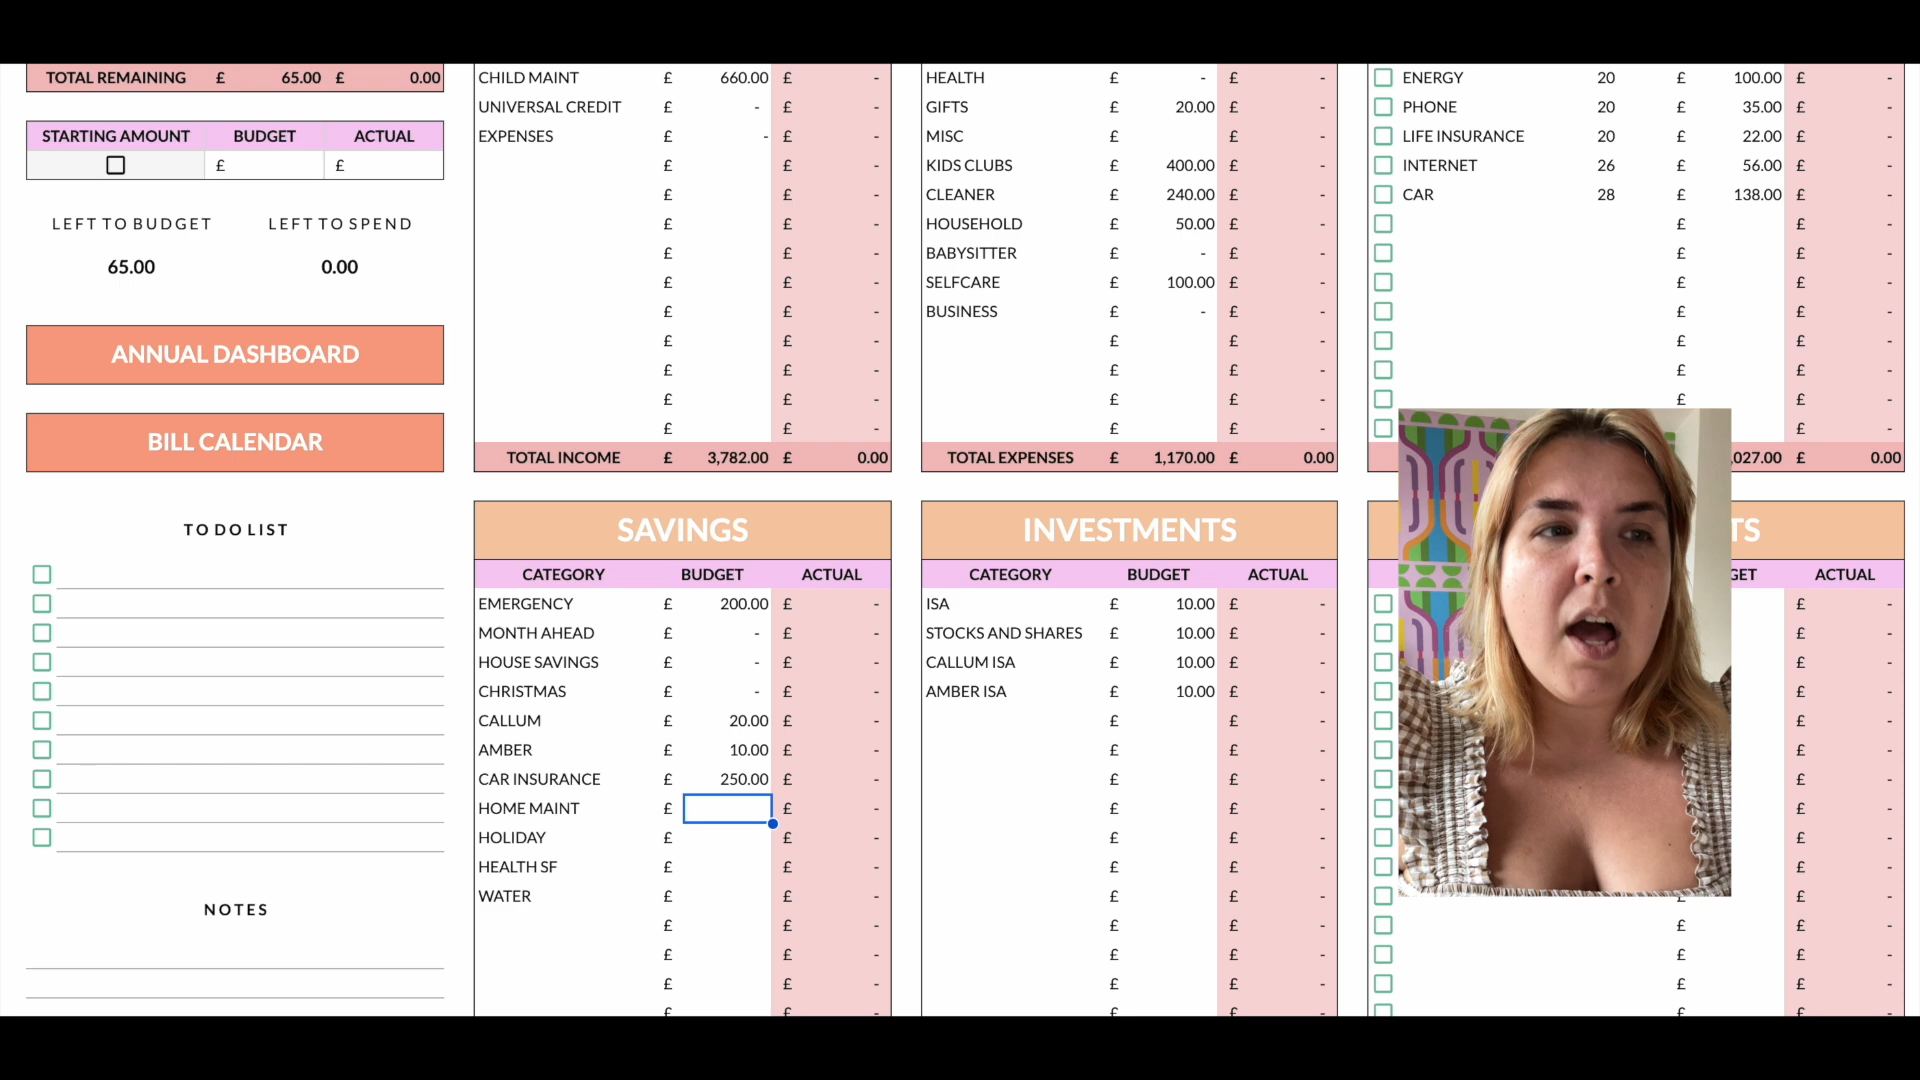 TOTAL REMAINING £ 65.00 £ 0.00
STARTING AMOUNT BUDGET ACTUAL
£ £
LEFT TO BUDGET LEFT TO SPEND
65.00 0.00
ANNUAL DASHBOARD
BILL CALENDAR
TO DO LIST
NOTES
CHILD MAINT £ 660.00 £ -
UNIVERSAL CREDIT £ - £ -
EXPENSES £ - £ -
£ £ -
£ £ -
£ £ -
£ £ -
£ £ -
£ £ -
£ £ -
£ £ -
£ £ -
£ £ -
TOTAL INCOME £ 3,782.00 £ 0.00
HEALTH £ - £ -
GIFTS £ 20.00 £ -
MISC £ £ -
KIDS CLUBS £ 400.00 £ -
CLEANER £ 240.00 £ -
HOUSEHOLD £ 50.00 £ -
BABYSITTER £ - £ -
SELFCARE £ 100.00 £ -
BUSINESS £ - £ -
£ £ -
£ £ -
£ £ -
£ £ -
TOTAL EXPENSES £ 1,170.00 £ 0.00
ENERGY 20 £ 100.00 £ -
PHONE 20 £ 35.00 £ -
LIFE INSURANCE 20 £ 22.00 £ -
INTERNET 26 £ 56.00 £ -
CAR 28 £ 138.00 £ -
£ £ -
£ £ -
£ £ -
£ £ -
£ £ -
£ £ -
£ £ -
£ -
027.00 £ 0.00
SAVINGS
CATEGORY BUDGET ACTUAL
EMERGENCY £ 200.00 £ -
MONTH AHEAD £ - £ -
HOUSE SAVINGS £ - £ -
CHRISTMAS £ - £ -
CALLUM £ 20.00 £ -
AMBER £ 10.00 £ -
CAR INSURANCE £ 250.00 £ -
HOME MAINT £ £ -
HOLIDAY £ £ -
HEALTH SF £ £ -
WATER £ £ -
£ £ -
£ £ -
£ £ -
£ £ -
INVESTMENTS
CATEGORY BUDGET ACTUAL
ISA £ 10.00 £ -
STOCKS AND SHARES £ 10.00 £ -
CALLUM ISA £ 10.00 £ -
AMBER ISA £ 10.00 £ -
£ £ -
£ £ -
£ £ -
£ £ -
£ £ -
£ £ -
£ £ -
£ £ -
£ £ -
£ £ -
£ £ -
TS
GET ACTUAL
£ -
£ -
£ -
£ -
£ -
£ -
£ -
£ -
£ -
£ -
£ -
£ £ -
£ £ -
£ £ -
£ £ -